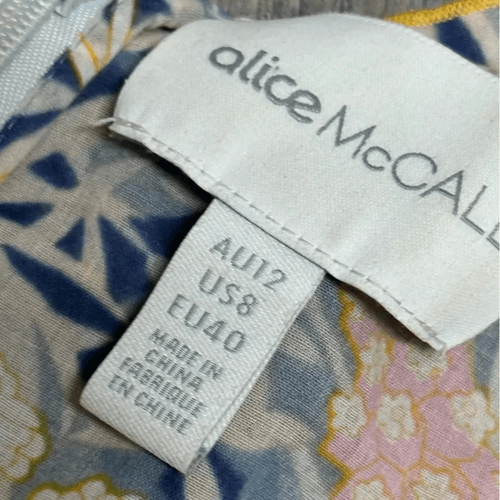 alice McCALL
AU12
US8
EU40
MADE IN
CHINA
FABRIQUE
EN CHINE